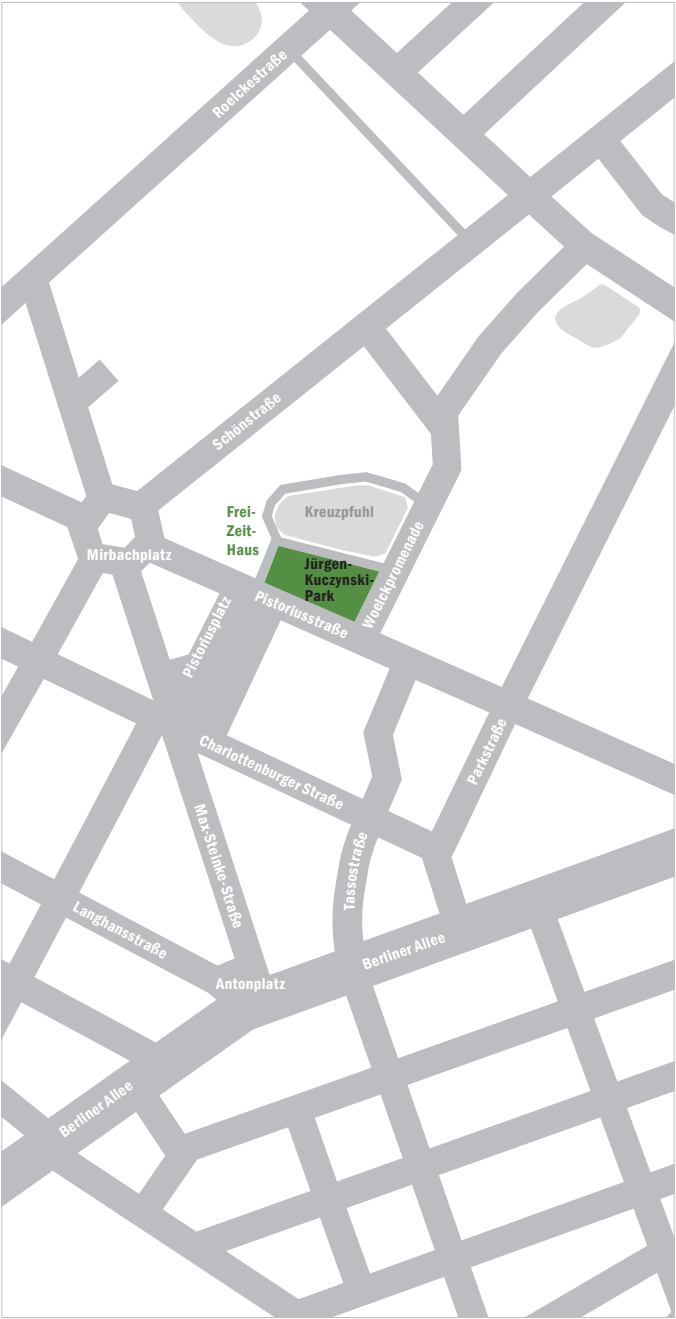 Roelckestraße
Schönstraße
Frei-
Zeit-
Haus
Kreuzpfuhl
Mirbachplatz
Jürgen-
Kuczynski-
Park
Woelckpromenade
Pistoriusstraße
Pistoriusplatz
Charlottenburger Straße
Parkstraße
Max-Steinke-Straße
Tassostraße
Langhansstraße
Berliner Allee
Antonplatz
Berliner Allee